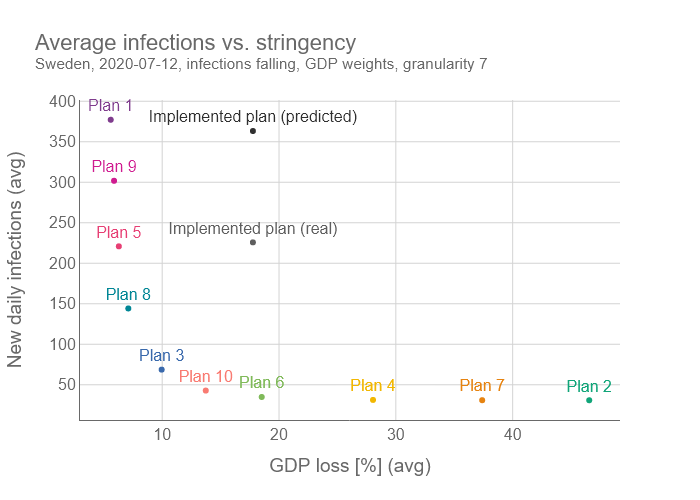 Average infections vs. stringency
Sweden, 2020-07-12, infections falling, GDP weights, granularity 7
New daily infections (avg)
400
350
300
250
200
150
100
50
Plan 1
Implemented plan (predicted)
Plan 9
Plan 5
Implemented plan (real)
Plan 8
Plan 3
Plan 10
Plan 6
Plan 4
Plan 7
Plan 2
10
20
30
40
GDP loss [%] (avg)